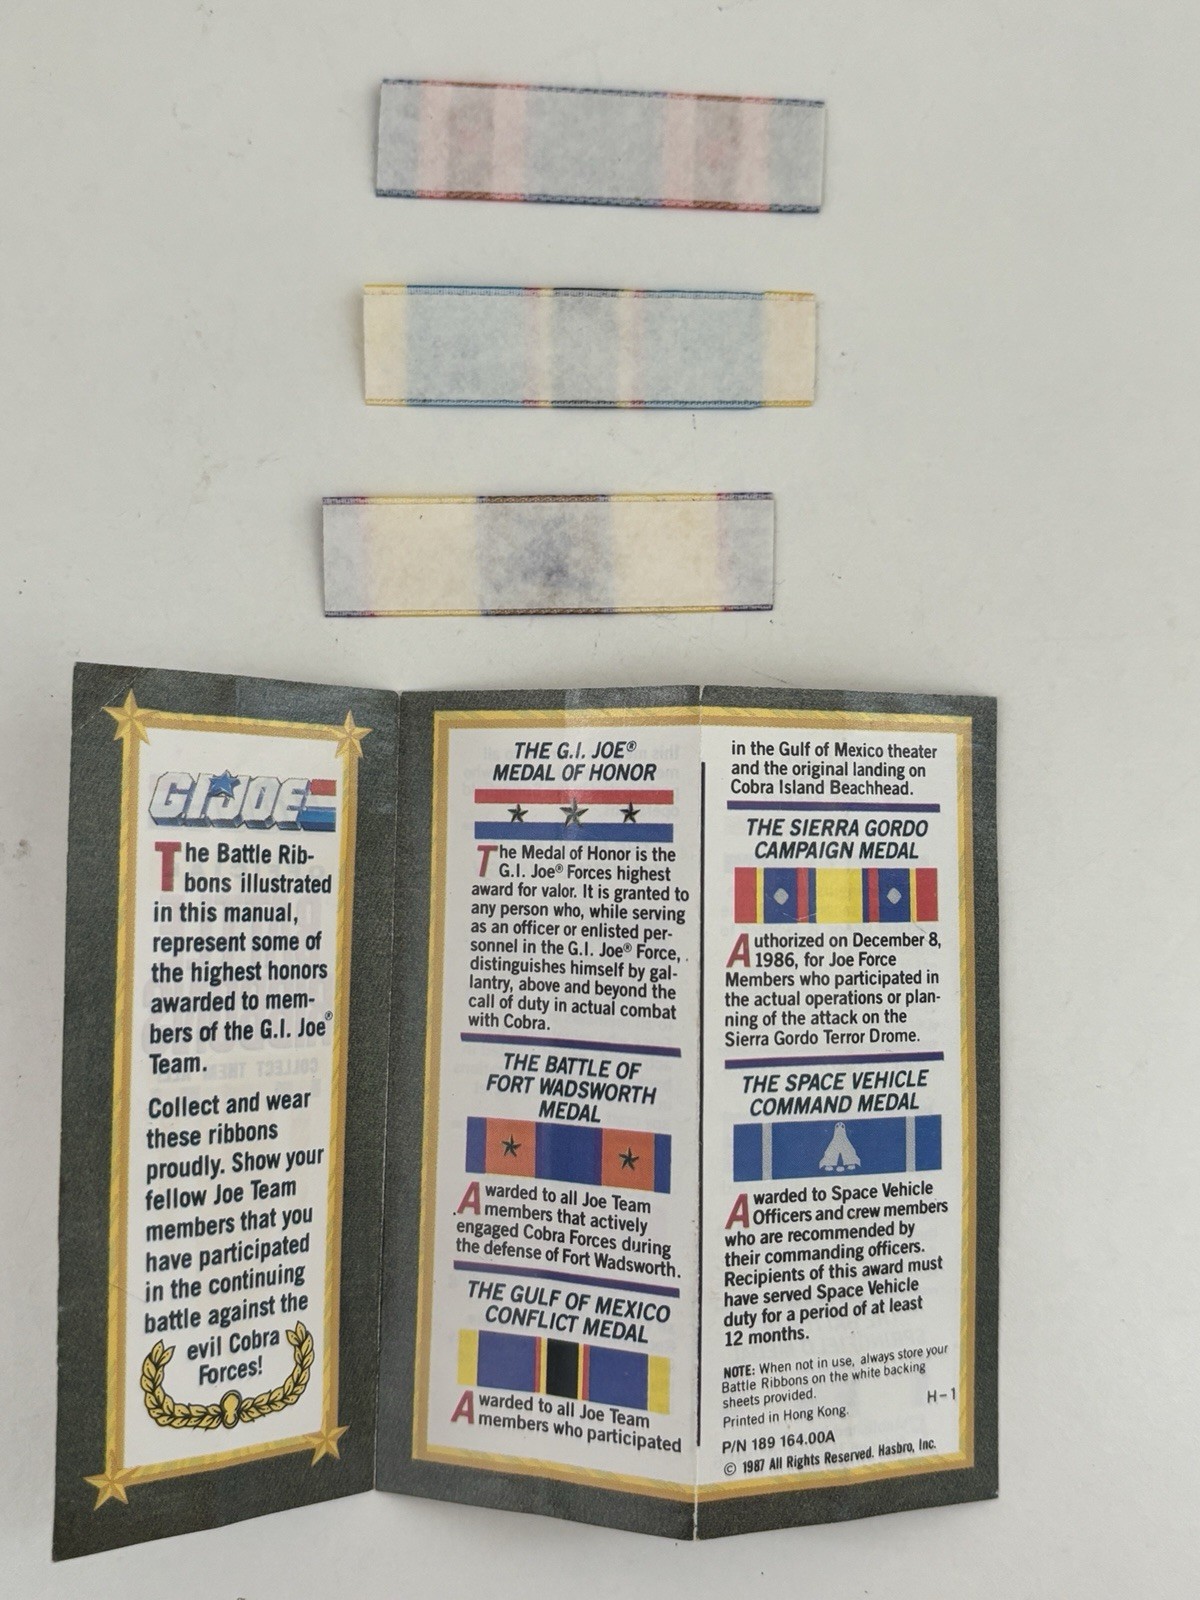 GI JOE
The Battle Rib-
bons illustrated
in this manual,
represent some of
the highest honors
awarded to mem-
bers of the G.I. Joe®
Team.
Collect and wear
these ribbons
proudly. Show your
fellow Joe Team
members that you
have participated
in the continuing
battle against the
evil Cobra
Forces!
THE G.I. JOE®
MEDAL OF HONOR
The Medal of Honor is the
G.I. Joe® Forces highest
award for valor. It is granted to
any person who, while serving
as an officer or enlisted per-
sonnel in the G.I. Joe® Force,
distinguishes himself by gal-
lantry, above and beyond the
call of duty in actual combat
with Cobra.
THE BATTLE OF
FORT WADSWORTH
MEDAL
Awarded to all Joe Team
members that actively
engaged Cobra Forces during
the defense of Fort Wadsworth.
THE GULF OF MEXICO
CONFLICT MEDAL
Awarded to all Joe Team
members who participated
in the Gulf of Mexico theater
and the original landing on
Cobra Island Beachhead.
THE SIERRA GORDO
CAMPAIGN MEDAL
Authorized on December 8,
1986, for Joe Force
Members who participated in
the actual operations or plan-
ning of the attack on the
Sierra Gordo Terror Drome.
THE SPACE VEHICLE
COMMAND MEDAL
Awarded to Space Vehicle
Officers and crew members
who are recommended by
their commanding officers.
Recipients of this award must
have served Space Vehicle
duty for a period of at least
12 months.
NOTE: When not in use, always store your
Battle Ribbons on the white backing
sheets provided.
Printed in Hong Kong.
H-1
P/N 189 164.00A
© 1987 All Rights Reserved. Hasbro, Inc.